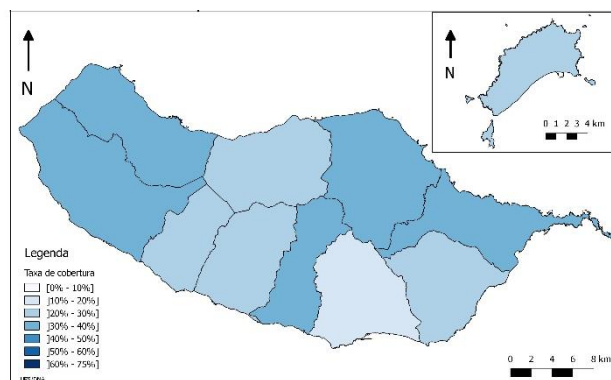 N
N
0 1 2 3 4 km
Legenda
Taxa de cobertura
[0% - 10%]
]10% - 20%]
]20% - 30%]
]30% - 40%]
]40% - 50%]
]50% - 60%]
]60% - 75%]
0 2 4 6 8 km